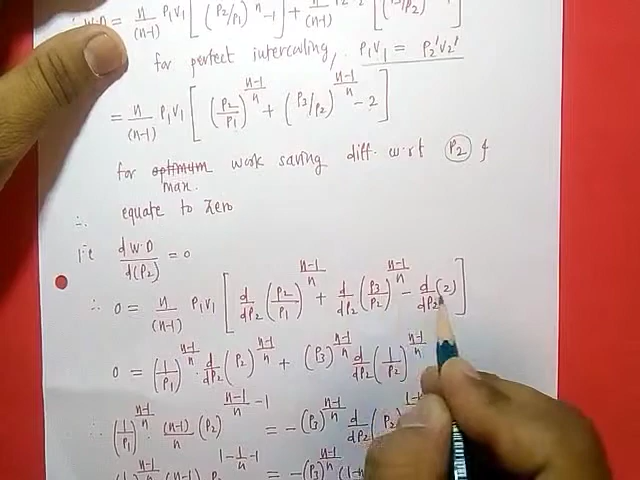 ∴ W.D = n/(n-1) P₁V₁ [ (P₂/P₁) -1 ] + n/(n-1)
for perfect intercooling, P₁V₁ = P₂'V₂'
= n/(n-1) P₁V₁ [ (P₂/P₁)^(n-1)/n + (P₃/P₂)^(n-1)/n - 2 ]
for optimum work saving diff. w.r.t P₂ &
max.
∴ equate to zero
i.e dW.D/d(P₂) = 0
∴ 0 = n/(n-1) P₁V₁ [ d/dP₂ (P₂/P₁)^(n-1)/n + d/dP₂ (P₃/P₂)^(n-1)/n - d/dP₂ (2) ]
0 = (1/P₁)^(n-1)/n · d/dP₂ (P₂)^(n-1)/n + (P₃)^(n-1)/n d/dP₂ (1/P₂)^(n-1)/n
∴ (1/P₁)^(n-1)/n · (n-1)/n (P₂)^(n-1)/n -1 = -(P₃)^(n-1)/n d/dP₂ (P₂
= -(P₃)